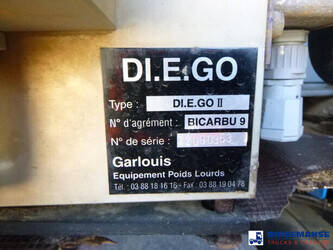 DI.E.GO
Type : DI.E.GO II
N° d'agrément : BICARBU 9
N° de série :
Garlouis
Equipement Poids Lourds
Tél. : 03 88 18 16 16 - Fax : 03 88 19 04 78